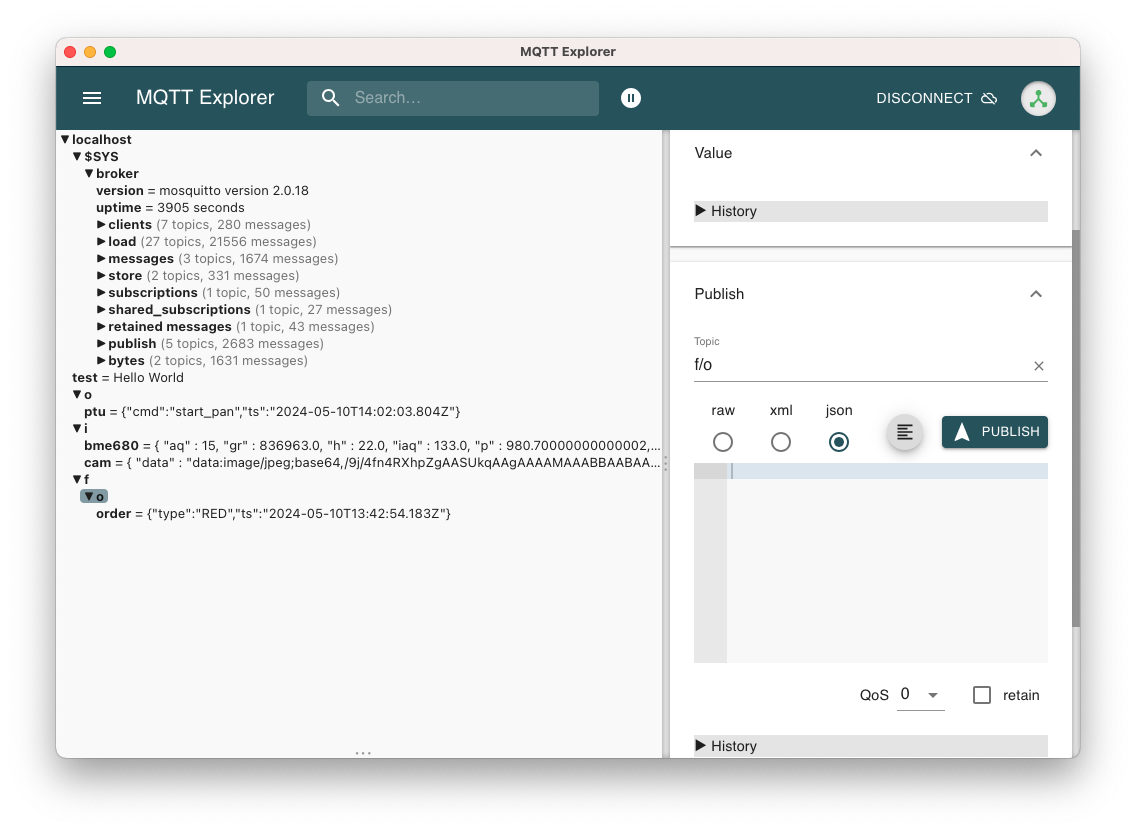 MQTT Explorer
MQTT Explorer
Search...
DISCONNECT
localhost
$SYS
broker
version = mosquitto version 2.0.18
uptime = 3905 seconds
clients (7 topics, 280 messages)
load (27 topics, 21556 messages)
messages (3 topics, 1674 messages)
store (2 topics, 331 messages)
subscriptions (1 topic, 50 messages)
shared_subscriptions (1 topic, 27 messages)
retained messages (1 topic, 43 messages)
publish (5 topics, 2683 messages)
bytes (2 topics, 1631 messages)
test = Hello World
o
ptu = {"cmd":"start_pan","ts":"2024-05-10T14:02:03.804Z"}
i
bme680 = { "aq" : 15, "gr" : 836963.0, "h" : 22.0, "iaq" : 133.0, "p" : 980.70000000000002,...
cam = { "data" : "data:image/jpeg;base64,/9j/4fn4RXhpZgAASUkqAAgAAAAMAAABBAABAA...
f
o
order = {"type":"RED","ts":"2024-05-10T13:42:54.183Z"}
Value
History
Publish
Topic
f/o
raw
xml
json
PUBLISH
QoS
0
retain
History